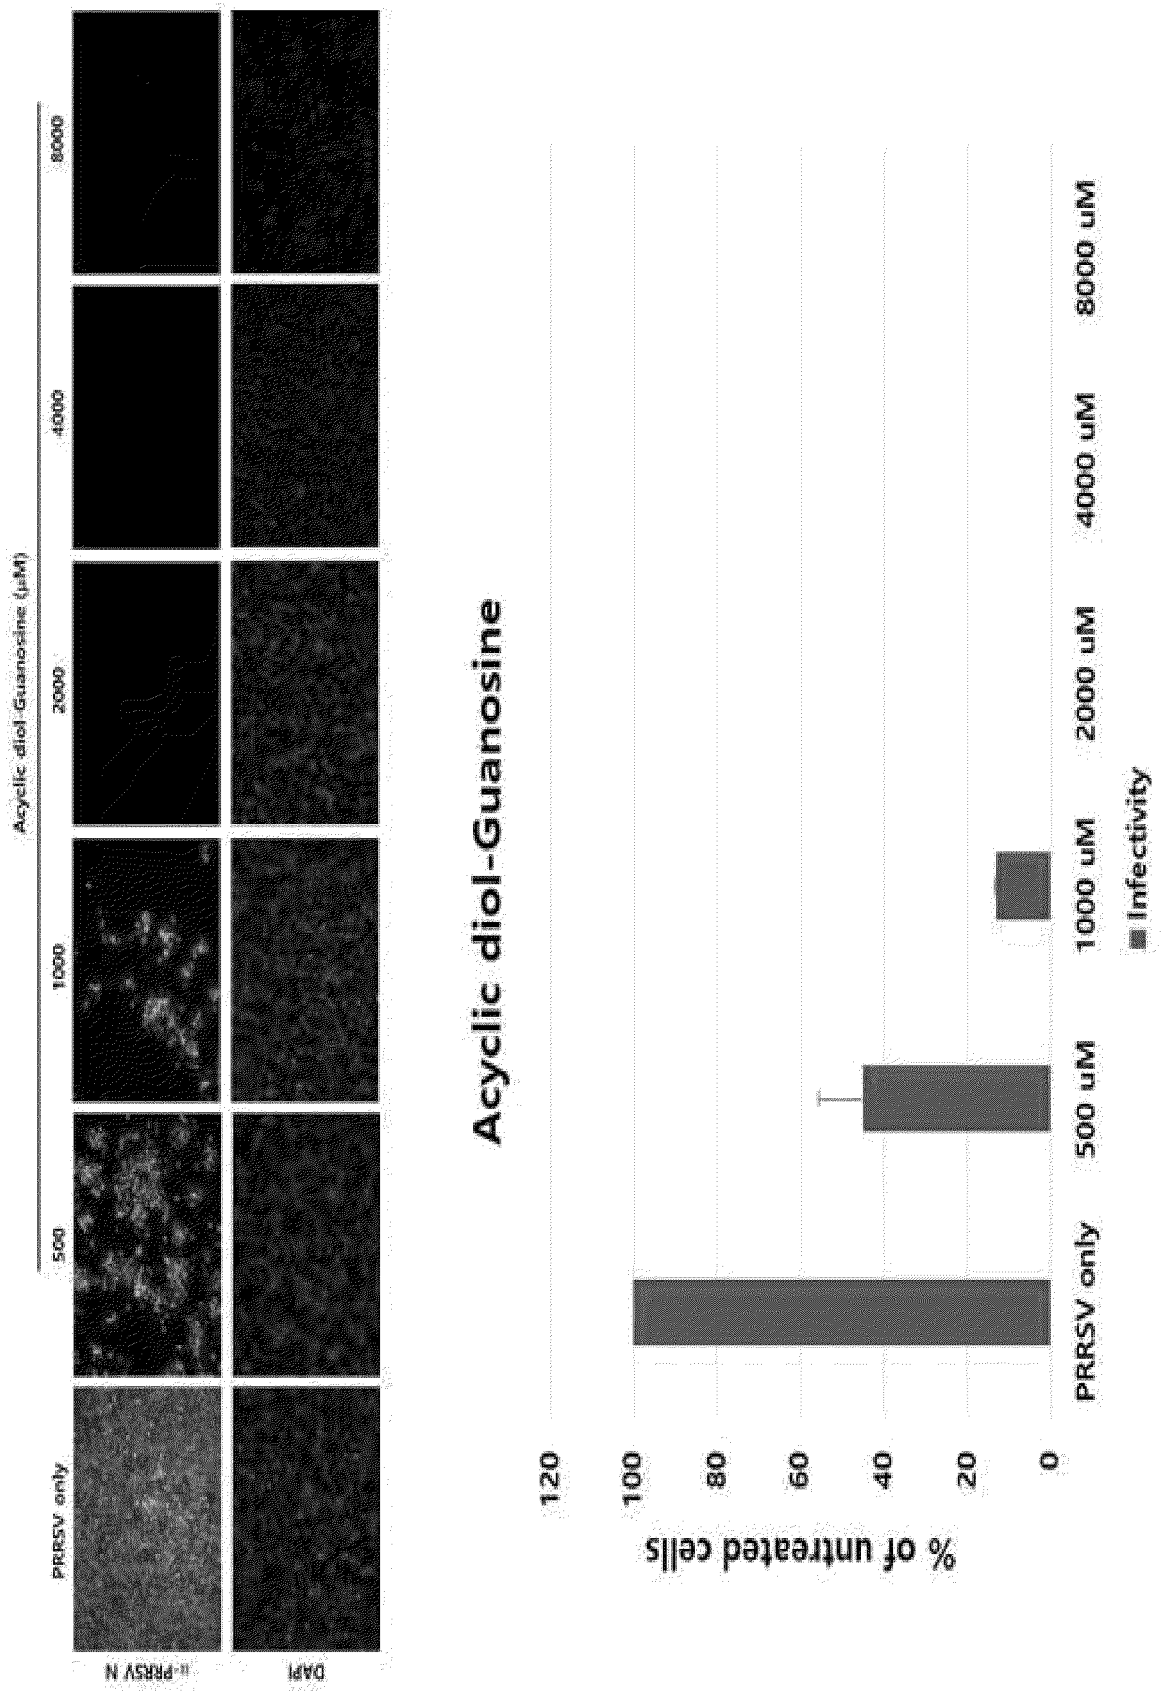 Acyclic diol-Guanosine (µM)
PRRSV only 500 1000 2000 4000 8000
α-PRRSV N
DAPI
Acyclic diol-Guanosine
% of untreated cells
120
100
80
60
40
20
0
PRRSV only 500 uM 1000 uM 2000 uM 4000 uM 8000 uM
Infectivity